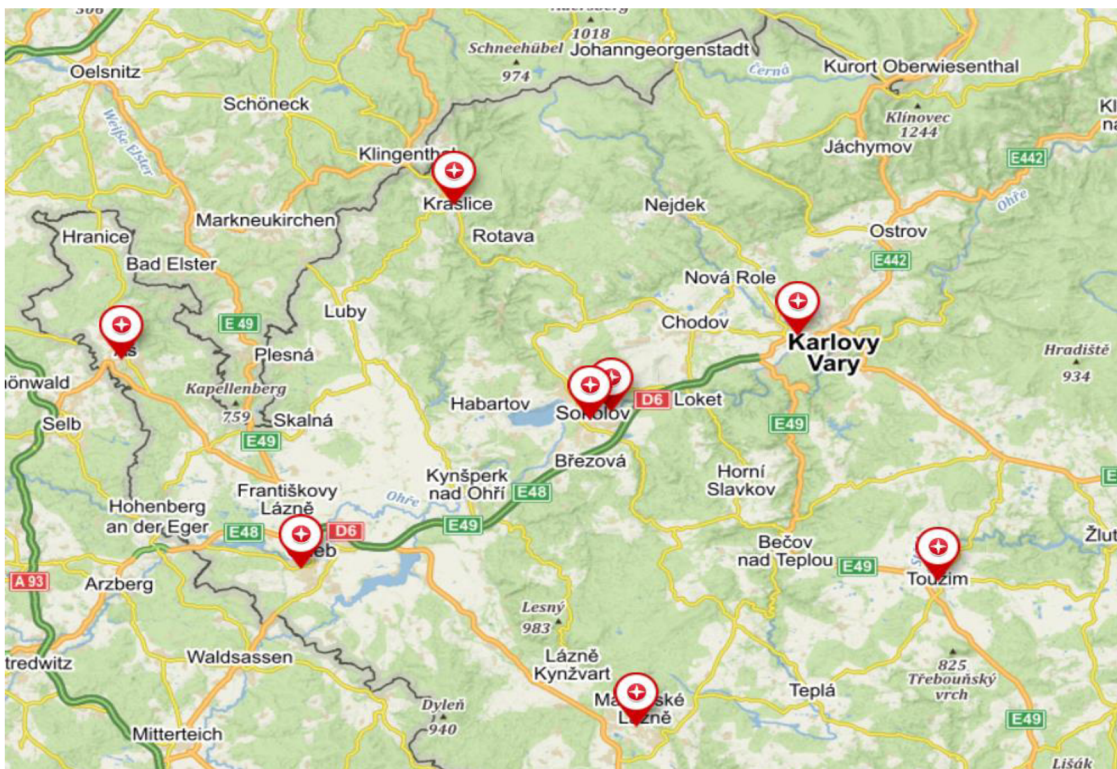 1018
Schneehübel
974
Johanngeorgenstadt
Oelsnitz
Černá
Kurort Oberwiesenthal
Schöneck
Weiße Elster
Klínovec
1244
Jáchymov
E442
Klingenthal
Kraslice
Markneukirchen
Nejdek
Ohře
Hranice
Rotava
Ostrov
Bad Elster
E442
Nová Role
Luby
E 49
Chodov
Karlovy
Vary
Plesná
Hradiště
934
Kapellenberg
759
Habartov
Sokolov
D6
Loket
Selb
Skalná
E49
Březová
Kynšperk
nad Ohří
Horní
Slavkov
Františkovy
Lázně
Ohře
E48
E49
Hohenberg
an der Eger
E48
D6
E49
Bečov
nad Teplou
E49
Toužim
A 93
Arzberg
Lesný
983
Waldsassen
Lázně
Kynžvart
825
Třebouňský
vrch
Teplá
Lázně
Dyleň
940
E49
Mitterteich
Lišák